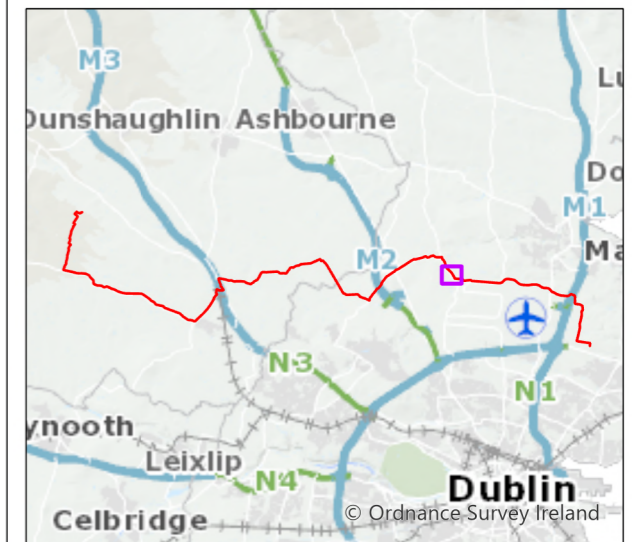 M3
Lu
Dunshaughlin
Ashbourne
Do
M1
M2
Ma
N3
N1
ynooth
Leixlip
N4
Dublin
Celbridge
© Ordnance Survey Ireland